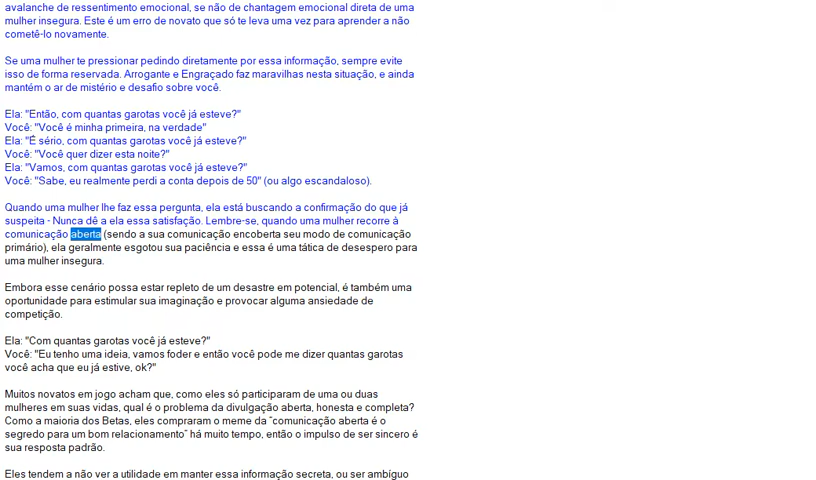 avalanche de ressentimento emocional, se não de chantagem emocional direta de uma
mulher insegura. Este é um erro de novato que só te leva uma vez para aprender a não
cometê-lo novamente.
Se uma mulher te pressionar pedindo diretamente por essa informação, sempre evite
isso de forma reservada. Arrogante e Engraçado faz maravilhas nesta situação, e ainda
mantém o ar de mistério e desafio sobre você.
Ela: "Então, com quantas garotas você já esteve?"
Você: "Você é minha primeira, na verdade"
Ela: "É sério, com quantas garotas você já esteve?"
Você: "Você quer dizer esta noite?"
Ela: "Vamos, com quantas garotas você já esteve?"
Você: "Sabe, eu realmente perdi a conta depois de 50" (ou algo escandaloso).
Quando uma mulher lhe faz essa pergunta, ela está buscando a confirmação do que já
suspeita - Nunca dê a ela essa satisfação. Lembre-se, quando uma mulher recorre à
comunicação aberta (sendo a sua comunicação encoberta seu modo de comunicação
primário), ela geralmente esgotou sua paciência e essa é uma tática de desespero para
uma mulher insegura.
Embora esse cenário possa estar repleto de um desastre em potencial, é também uma
oportunidade para estimular sua imaginação e provocar alguma ansiedade de
competição.
Ela: "Com quantas garotas você já esteve?"
Você: "Eu tenho uma ideia, vamos foder e então você pode me dizer quantas garotas
você acha que eu já estive, ok?"
Muitos novatos em jogo acham que, como eles só participaram de uma ou duas
mulheres em suas vidas, qual é o problema da divulgação aberta, honesta e completa?
Como a maioria dos Betas, eles compraram o meme da "comunicação aberta é o
segredo para um bom relacionamento" há muito tempo, então o impulso de ser sincero é
sua resposta padrão.
Eles tendem a não ver a utilidade em manter essa informação secreta, ou ser ambíguo